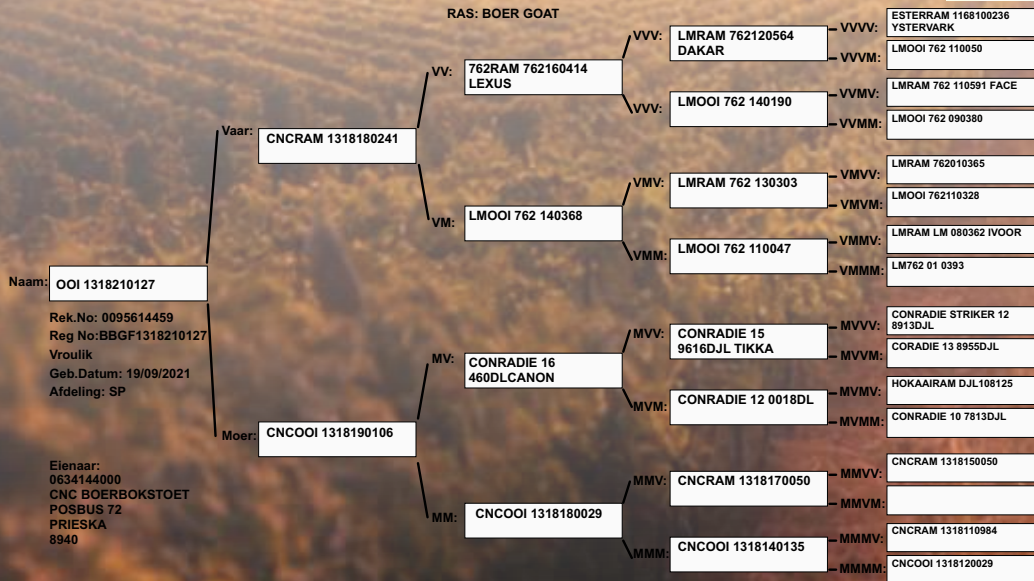 RAS: BOER GOAT
Naam: OOI 1318210127
Rek.No: 0095614459
Reg No:BBGF1318210127
Vroulik
Geb.Datum: 19/09/2021
Afdeling: SP
Eienaar:
0634144000
CNC BOERBOKSTOET
POSBUS 72
PRIESKA
8940
Vaar: CNCRAM 1318180241
Moer: CNCOOI 1318190106
VV: 762RAM 762160414
LEXUS
VM: LMOOI 762 140368
MV: CONRADIE 16
460DLCANON
MM: CNCOOI 1318180029
VVV: LMRAM 762120564
DAKAR
VVV: LMOOI 762 140190
VMV: LMRAM 762 130303
VMM: LMOOI 762 110047
MVV: CONRADIE 15
9616DJL TIKKA
MVM: CONRADIE 12 0018DL
MMV: CNCRAM 1318170050
MMM: CNCOOI 1318140135
VVVV: ESTERRAM 1168100236
YSTERVARK
VVVM: LMOOI 762 110050
VVMV: LMRAM 762 110591 FACE
VVMM: LMOOI 762 090380
VMVV: LMRAM 762010365
VMVM: LMOOI 762110328
VMMV: LMRAM LM 080362 IVOOR
VMMM: LM762 01 0393
MVVV: CONRADIE STRIKER 12
8913DJL
MVVM: CORADIE 13 8955DJL
MVMV: HOKAAIRAM DJL108125
MVMM: CONRADIE 10 7813DJL
MMVV: CNCRAM 1318150050
MMVM:
MMMV: CNCRAM 1318110984
MMMM: CNCOOI 1318120029